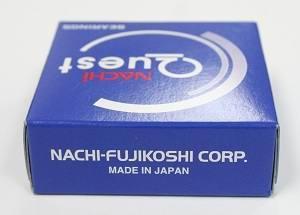 BEARINGS
NACHi
Quest
NACHI-FUJIKOSHI CORP.
MADE IN JAPAN